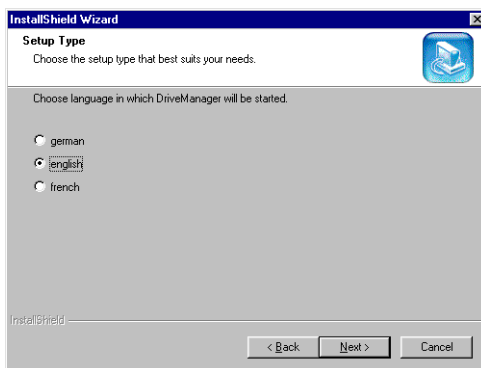 InstallShield Wizard
Setup Type
Choose the setup type that best suits your needs.
Choose language in which DriveManager will be started.
german
english
french
InstallShield
< Back Next > Cancel